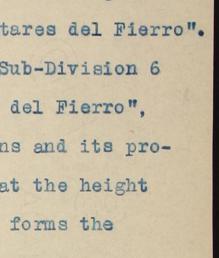 tares del Fierro".
Sub-Division 6
del Fierro",
ns and its pro-
at the height
forms the